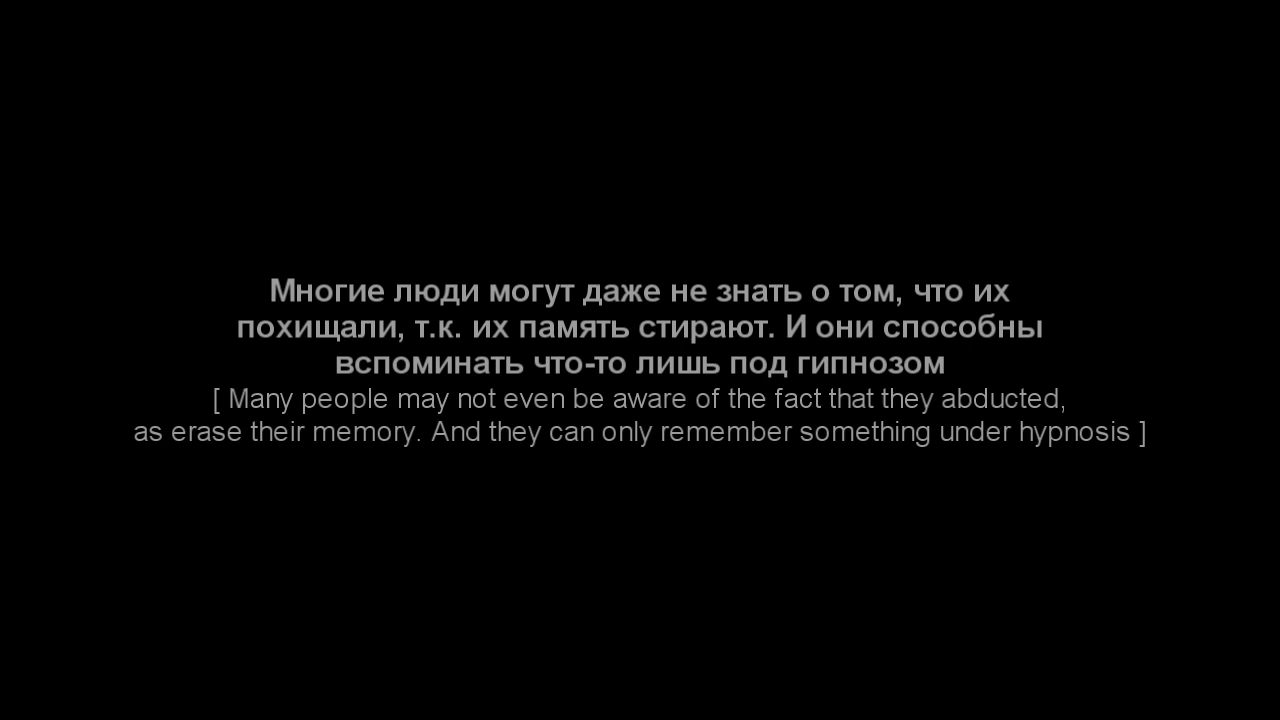 Многие люди могут даже не знать о том, что их
похищали, т.к. их память стирают. И они способны
вспоминать что-то лишь под гипнозом
[ Many people may not even be aware of the fact that they abducted,
as erase their memory. And they can only remember something under hypnosis ]